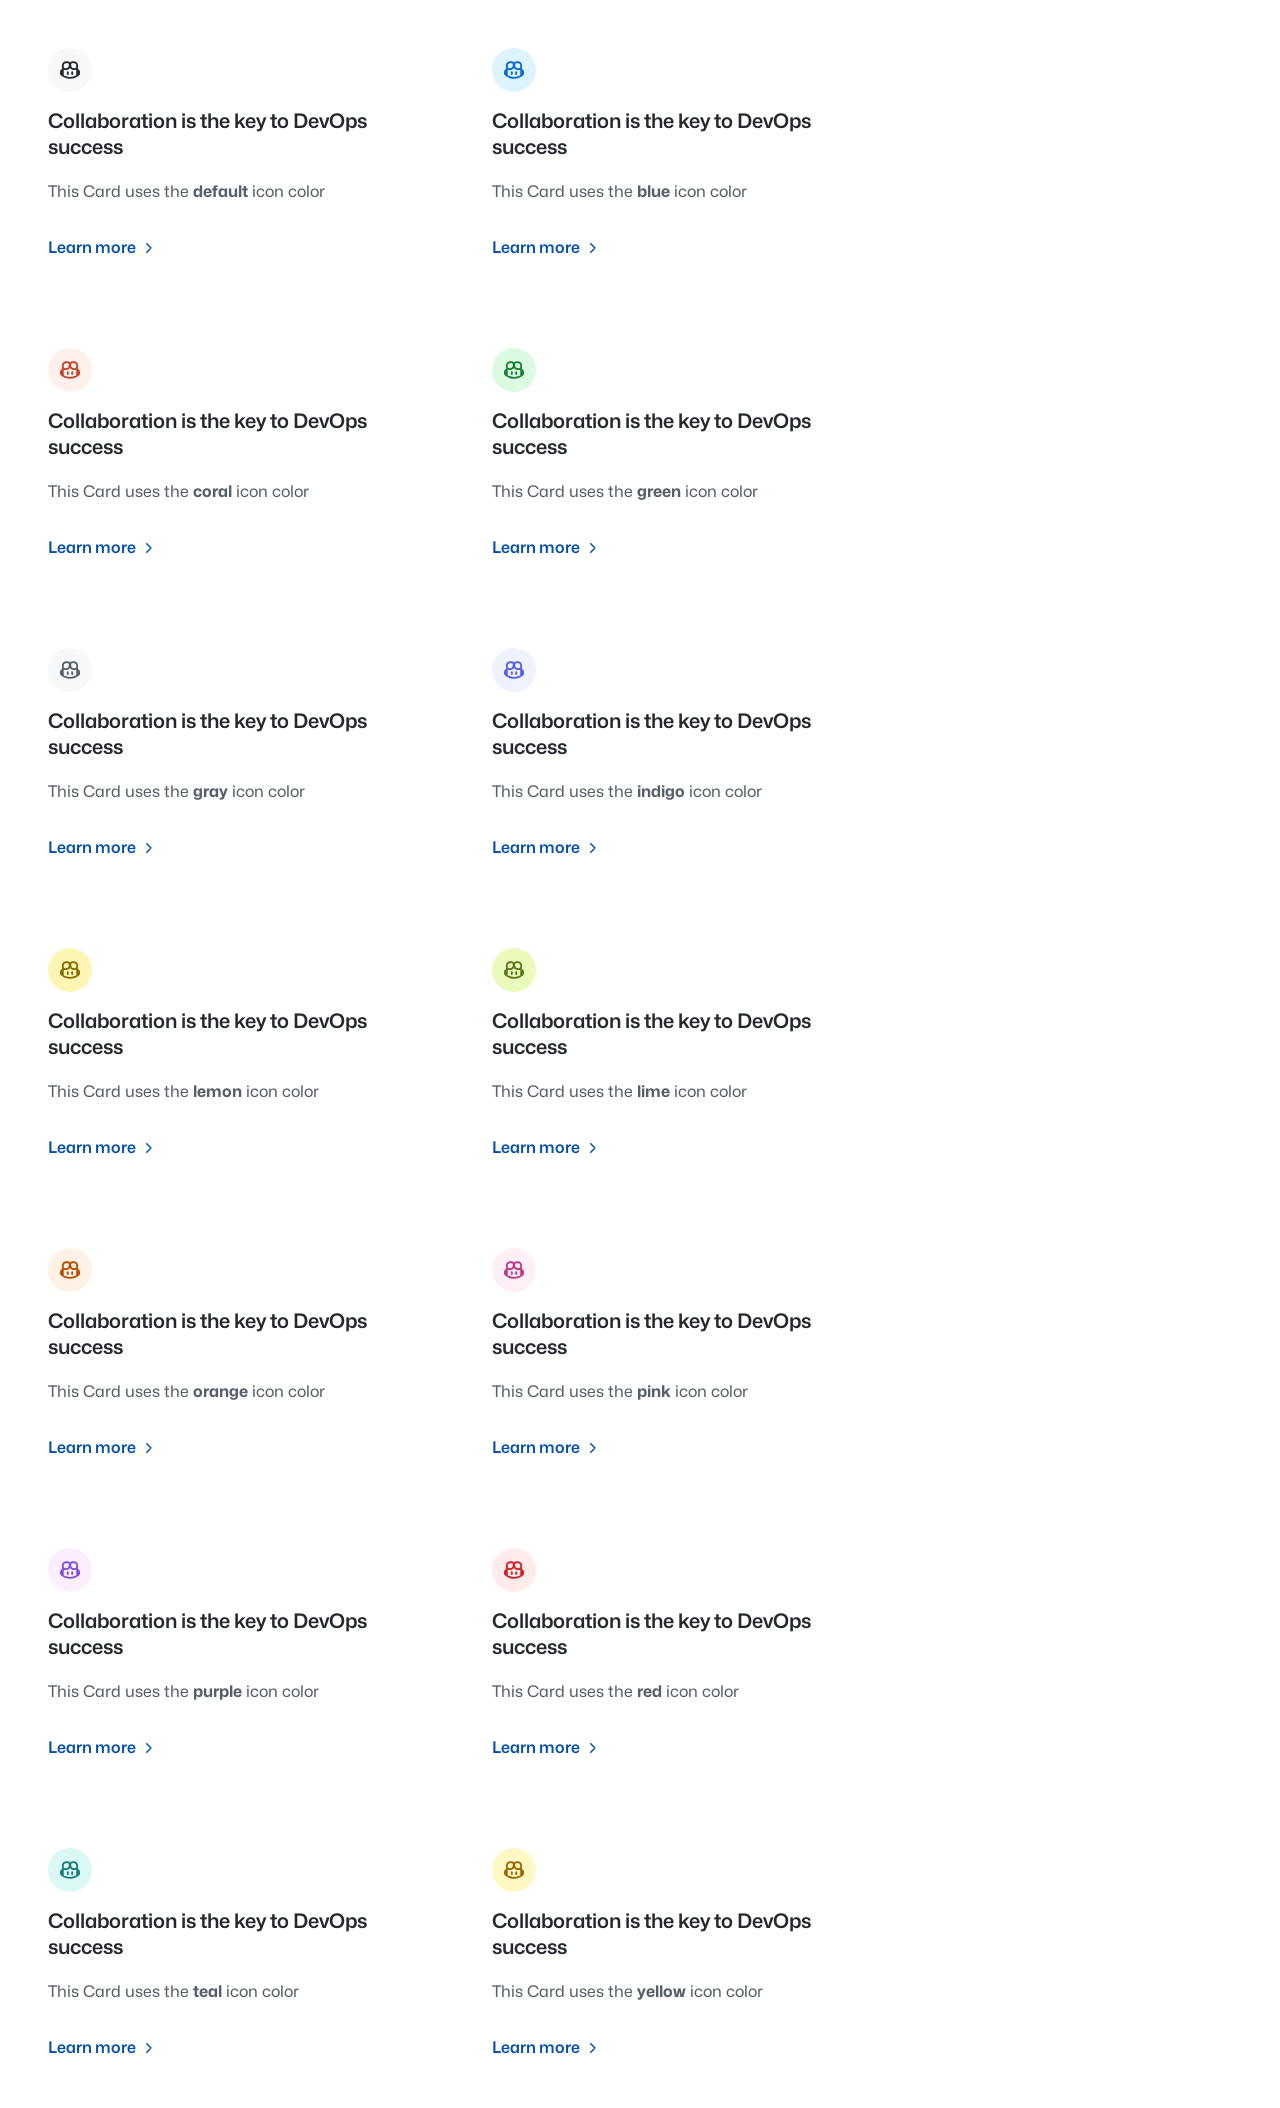 Collaboration is the key to DevOps
success
This Card uses the default icon color
Learn more
Collaboration is the key to DevOps
success
This Card uses the blue icon color
Learn more
Collaboration is the key to DevOps
success
This Card uses the coral icon color
Learn more
Collaboration is the key to DevOps
success
This Card uses the green icon color
Learn more
Collaboration is the key to DevOps
success
This Card uses the gray icon color
Learn more
Collaboration is the key to DevOps
success
This Card uses the indigo icon color
Learn more
Collaboration is the key to DevOps
success
This Card uses the lemon icon color
Learn more
Collaboration is the key to DevOps
success
This Card uses the lime icon color
Learn more
Collaboration is the key to DevOps
success
This Card uses the orange icon color
Learn more
Collaboration is the key to DevOps
success
This Card uses the pink icon color
Learn more
Collaboration is the key to DevOps
success
This Card uses the purple icon color
Learn more
Collaboration is the key to DevOps
success
This Card uses the red icon color
Learn more
Collaboration is the key to DevOps
success
This Card uses the teal icon color
Learn more
Collaboration is the key to DevOps
success
This Card uses the yellow icon color
Learn more